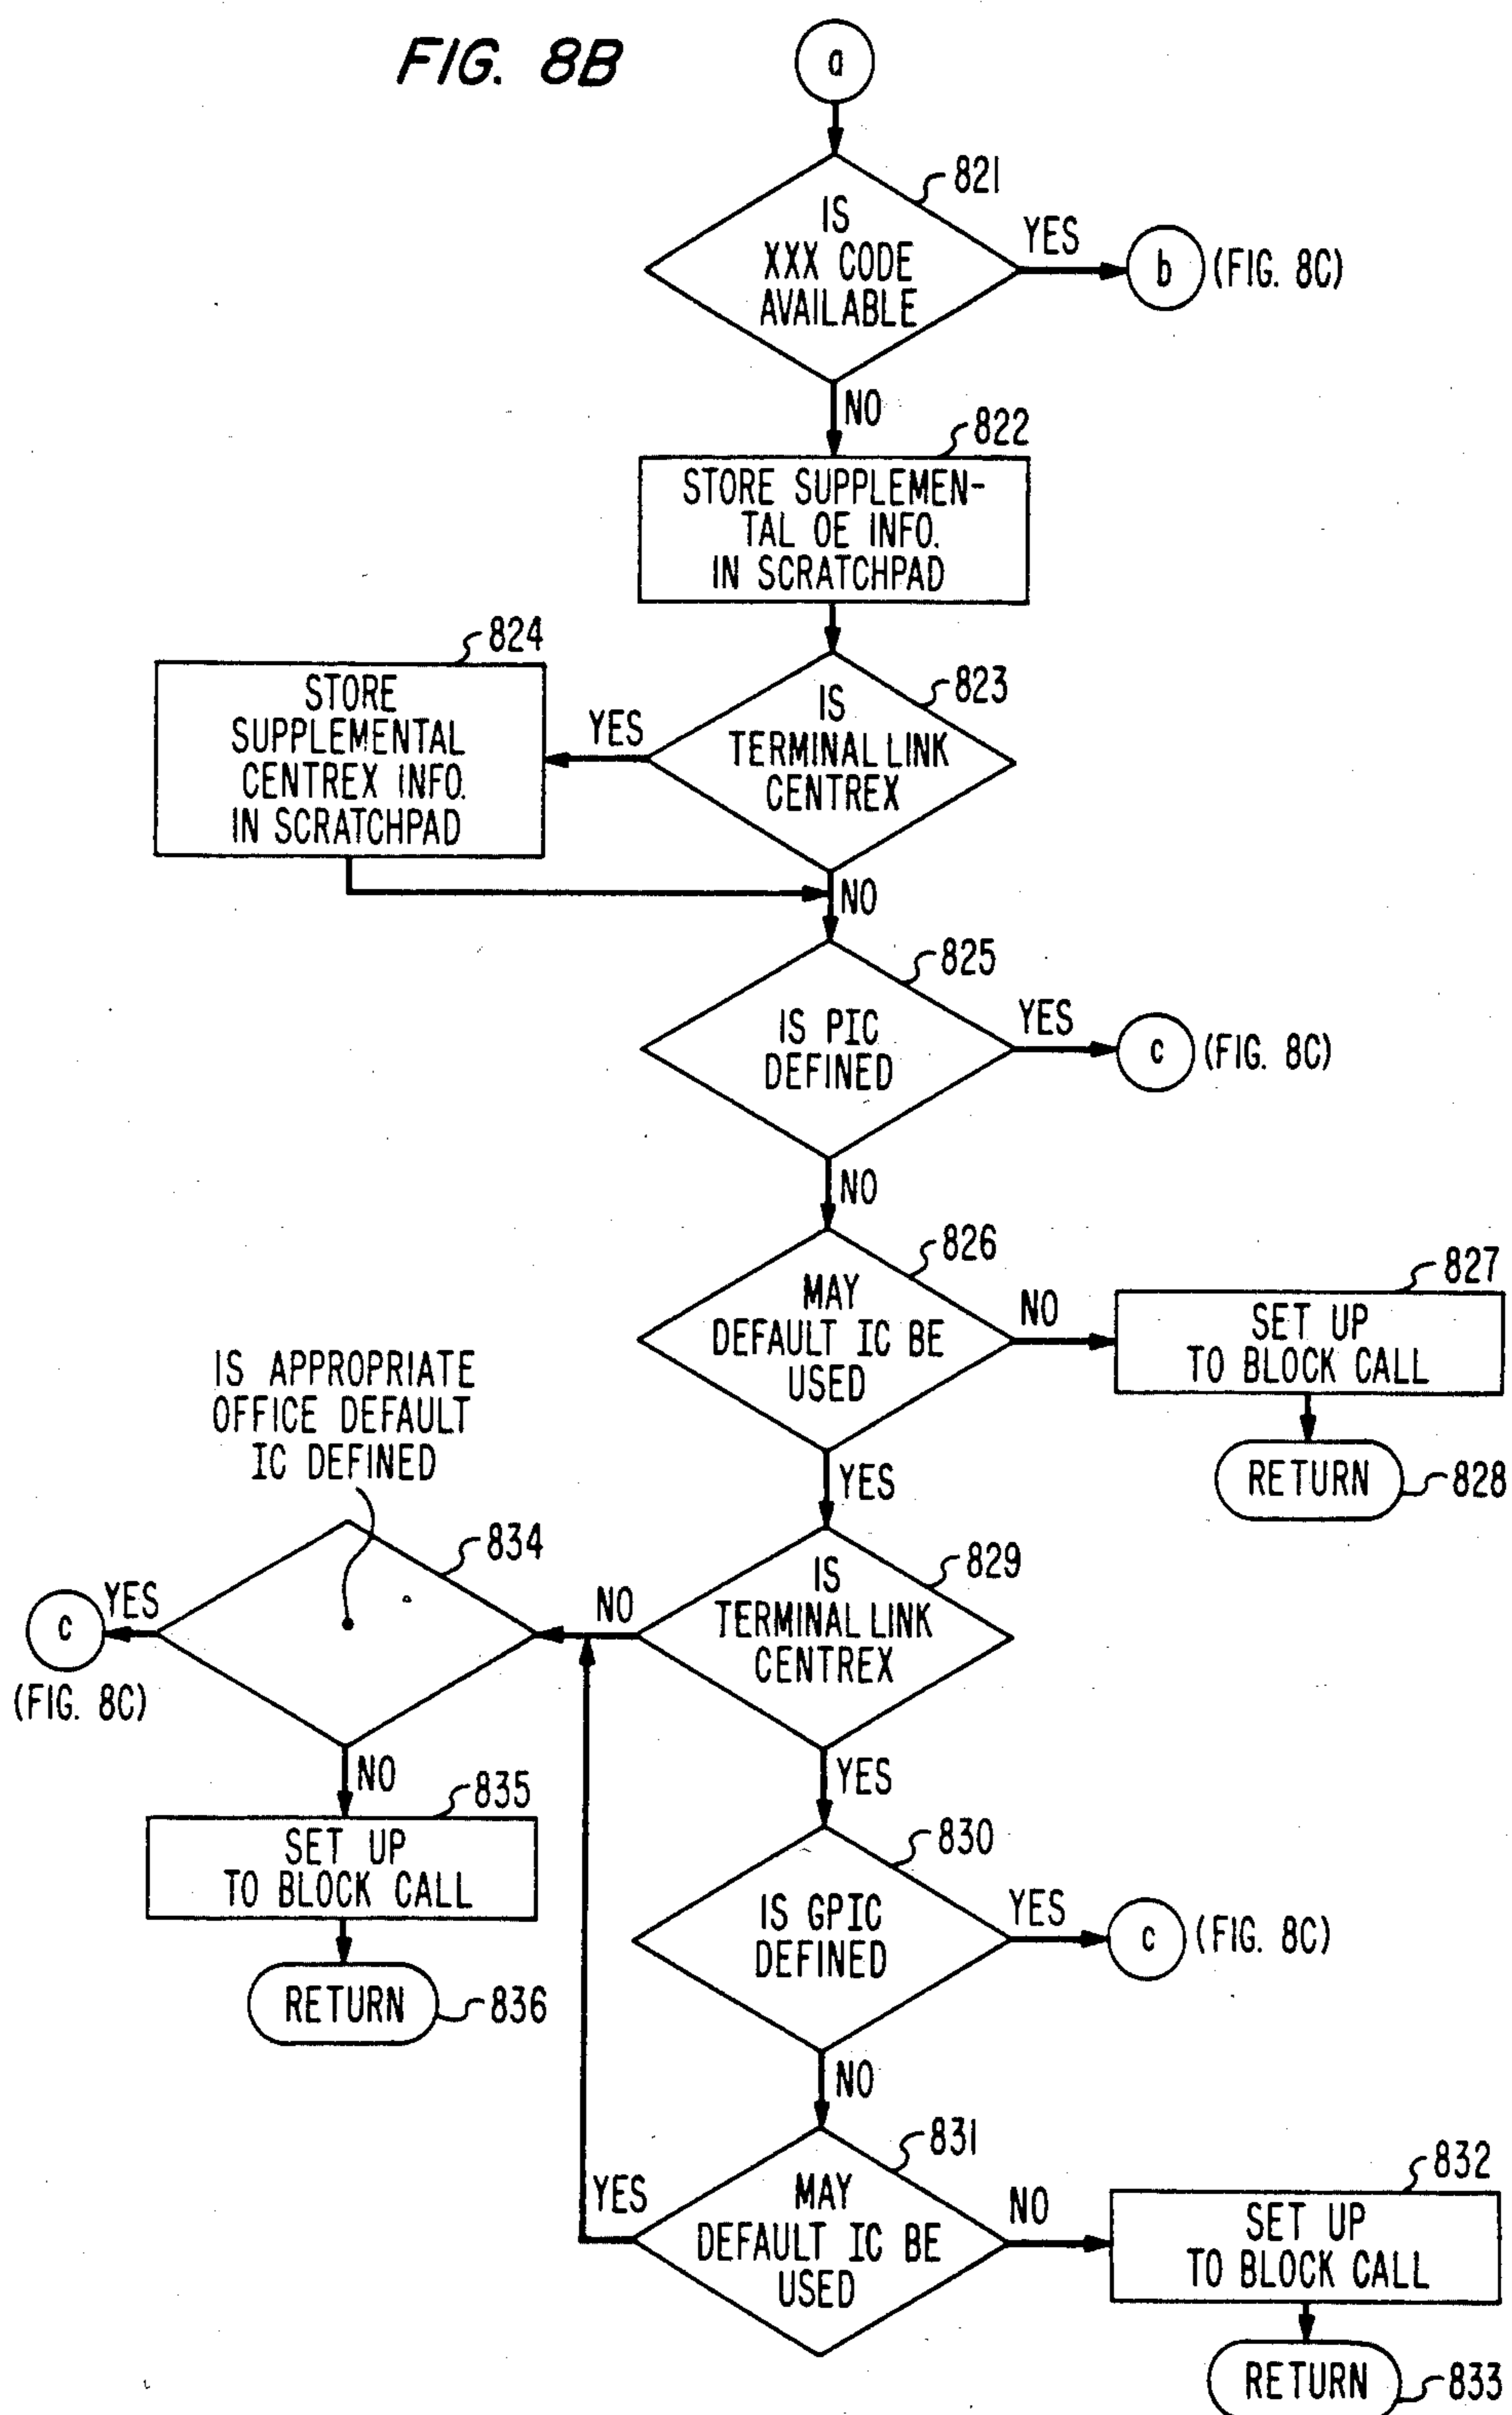 FIG. 8B
a
821
IS
XXX CODE
AVAILABLE
YES
b
(FIG. 8C)
NO
822
STORE SUPPLEMEN-
TAL OE INFO.
IN SCRATCHPAD
824
STORE
SUPPLEMENTAL
CENTREX INFO.
IN SCRATCHPAD
YES
823
IS
TERMINAL LINK
CENTREX
NO
825
IS PIC
DEFINED
YES
c
(FIG. 8C)
NO
826
MAY
DEFAULT IC BE
USED
NO
827
SET UP
TO BLOCK CALL
RETURN
828
YES
IS APPROPRIATE
OFFICE DEFAULT
IC DEFINED
834
YES
c
(FIG. 8C)
NO
829
IS
TERMINAL LINK
CENTREX
YES
NO
835
SET UP
TO BLOCK CALL
RETURN
836
830
IS GPIC
DEFINED
YES
c
(FIG. 8C)
NO
831
YES
MAY
DEFAULT IC BE
USED
NO
832
SET UP
TO BLOCK CALL
RETURN
833